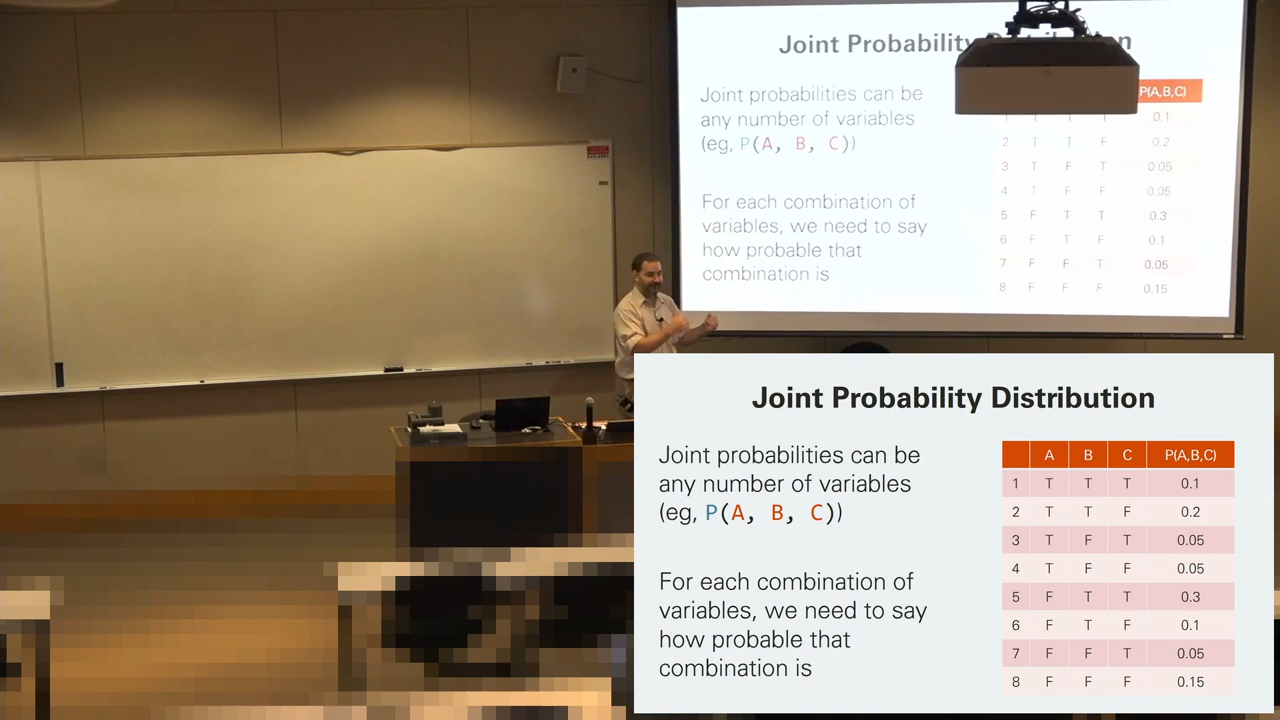 Joint Probability Distribution
Joint probabilities can be
any number of variables
(eg, P(A, B, C))
For each combination of
variables, we need to say
how probable that
combination is
P(A,B,C)
1 T T T 0.1
2 T T F 0.2
3 T F T 0.05
4 T F F 0.05
5 F T T 0.3
6 F T F 0.1
7 F F T 0.05
8 F F F 0.15
Joint Probability Distribution
Joint probabilities can be
any number of variables
(eg, P(A, B, C))
For each combination of
variables, we need to say
how probable that
combination is
A B C P(A,B,C)
1 T T T 0.1
2 T T F 0.2
3 T F T 0.05
4 T F F 0.05
5 F T T 0.3
6 F T F 0.1
7 F F T 0.05
8 F F F 0.15